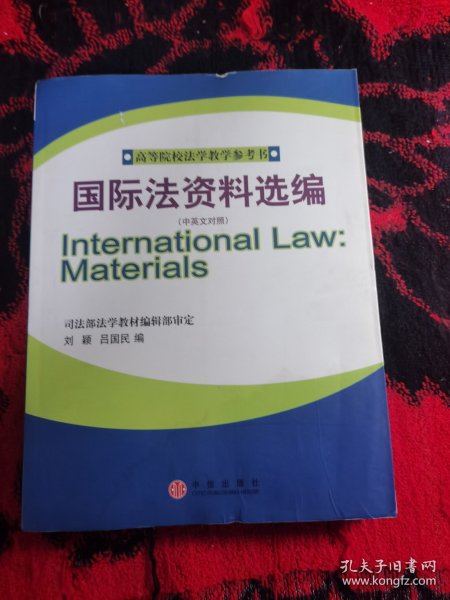 高等院校法学教学参考书
国际法资料选编
(中英文对照)
International Law:
Materials
司法部法学教材编辑部审定
刘 颖 吕国民 编
中信出版社
孔夫子旧书网
www.kongfz.com